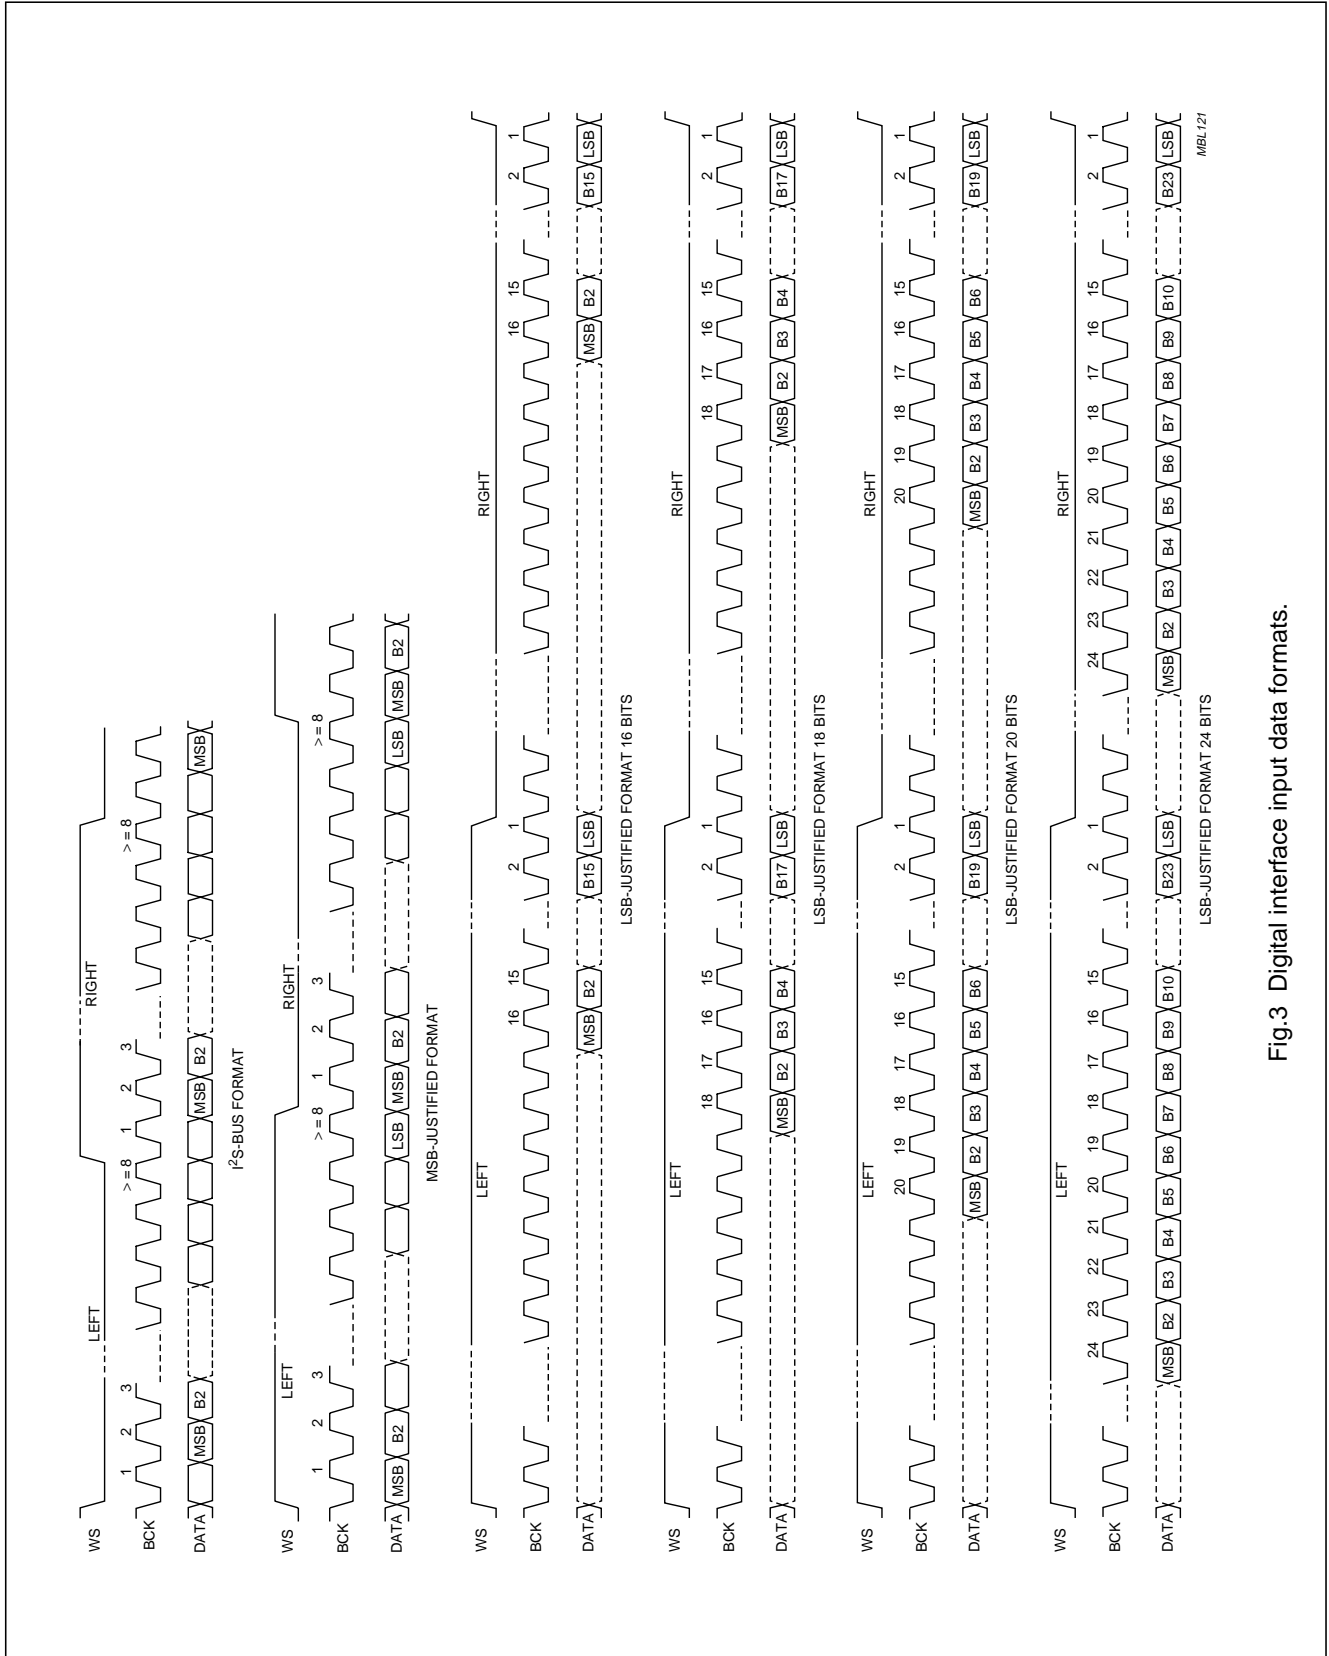 WS LEFT RIGHT
1 2 3 >=8 1 2 3 >=8
BCK
DATA MSB B2 MSB B2 MSB
I²S-BUS FORMAT
WS LEFT RIGHT
1 2 3 >=8 1 2 3 >=8
BCK
DATA MSB B2 LSB MSB B2 LSB MSB B2
MSB-JUSTIFIED FORMAT
WS LEFT RIGHT
16 15 2 1 16 15 2 1
BCK
DATA MSB B2 B15 LSB MSB B2 B15 LSB
LSB-JUSTIFIED FORMAT 16 BITS
WS LEFT RIGHT
18 17 16 15 2 1 18 17 16 15 2 1
BCK
DATA MSB B2 B3 B4 B17 LSB MSB B2 B3 B4 B17 LSB
LSB-JUSTIFIED FORMAT 18 BITS
WS LEFT RIGHT
20 19 18 17 16 15 2 1 20 19 18 17 16 15 2 1
BCK
DATA MSB B2 B3 B4 B5 B6 B19 LSB MSB B2 B3 B4 B5 B6 B19 LSB
LSB-JUSTIFIED FORMAT 20 BITS
WS LEFT RIGHT
24 23 22 21 20 19 18 17 16 15 2 1 24 23 22 21 20 19 18 17 16 15 2 1
BCK
DATA MSB B2 B3 B4 B5 B6 B7 B8 B9 B10 B23 LSB MSB B2 B3 B4 B5 B6 B7 B8 B9 B10 B23 LSB
LSB-JUSTIFIED FORMAT 24 BITS
MBL121
Fig.3 Digital interface input data formats.